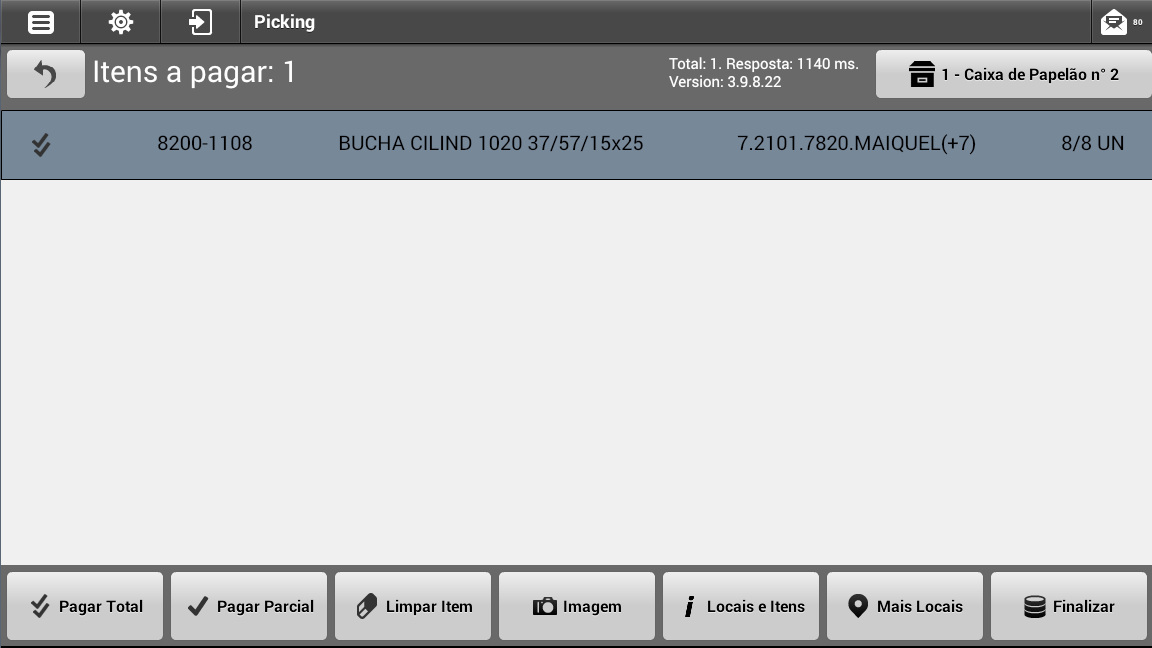 Picking
80
Itens a pagar: 1
Total: 1. Resposta: 1140 ms.
Version: 3.9.8.22
1 - Caixa de Papelão n° 2
8200-1108 BUCHA CILIND 1020 37/57/15x25 7.2101.7820.MAIQUEL(+7) 8/8 UN
Pagar Total Pagar Parcial Limpar Item Imagem Locais e Itens Mais Locais Finalizar